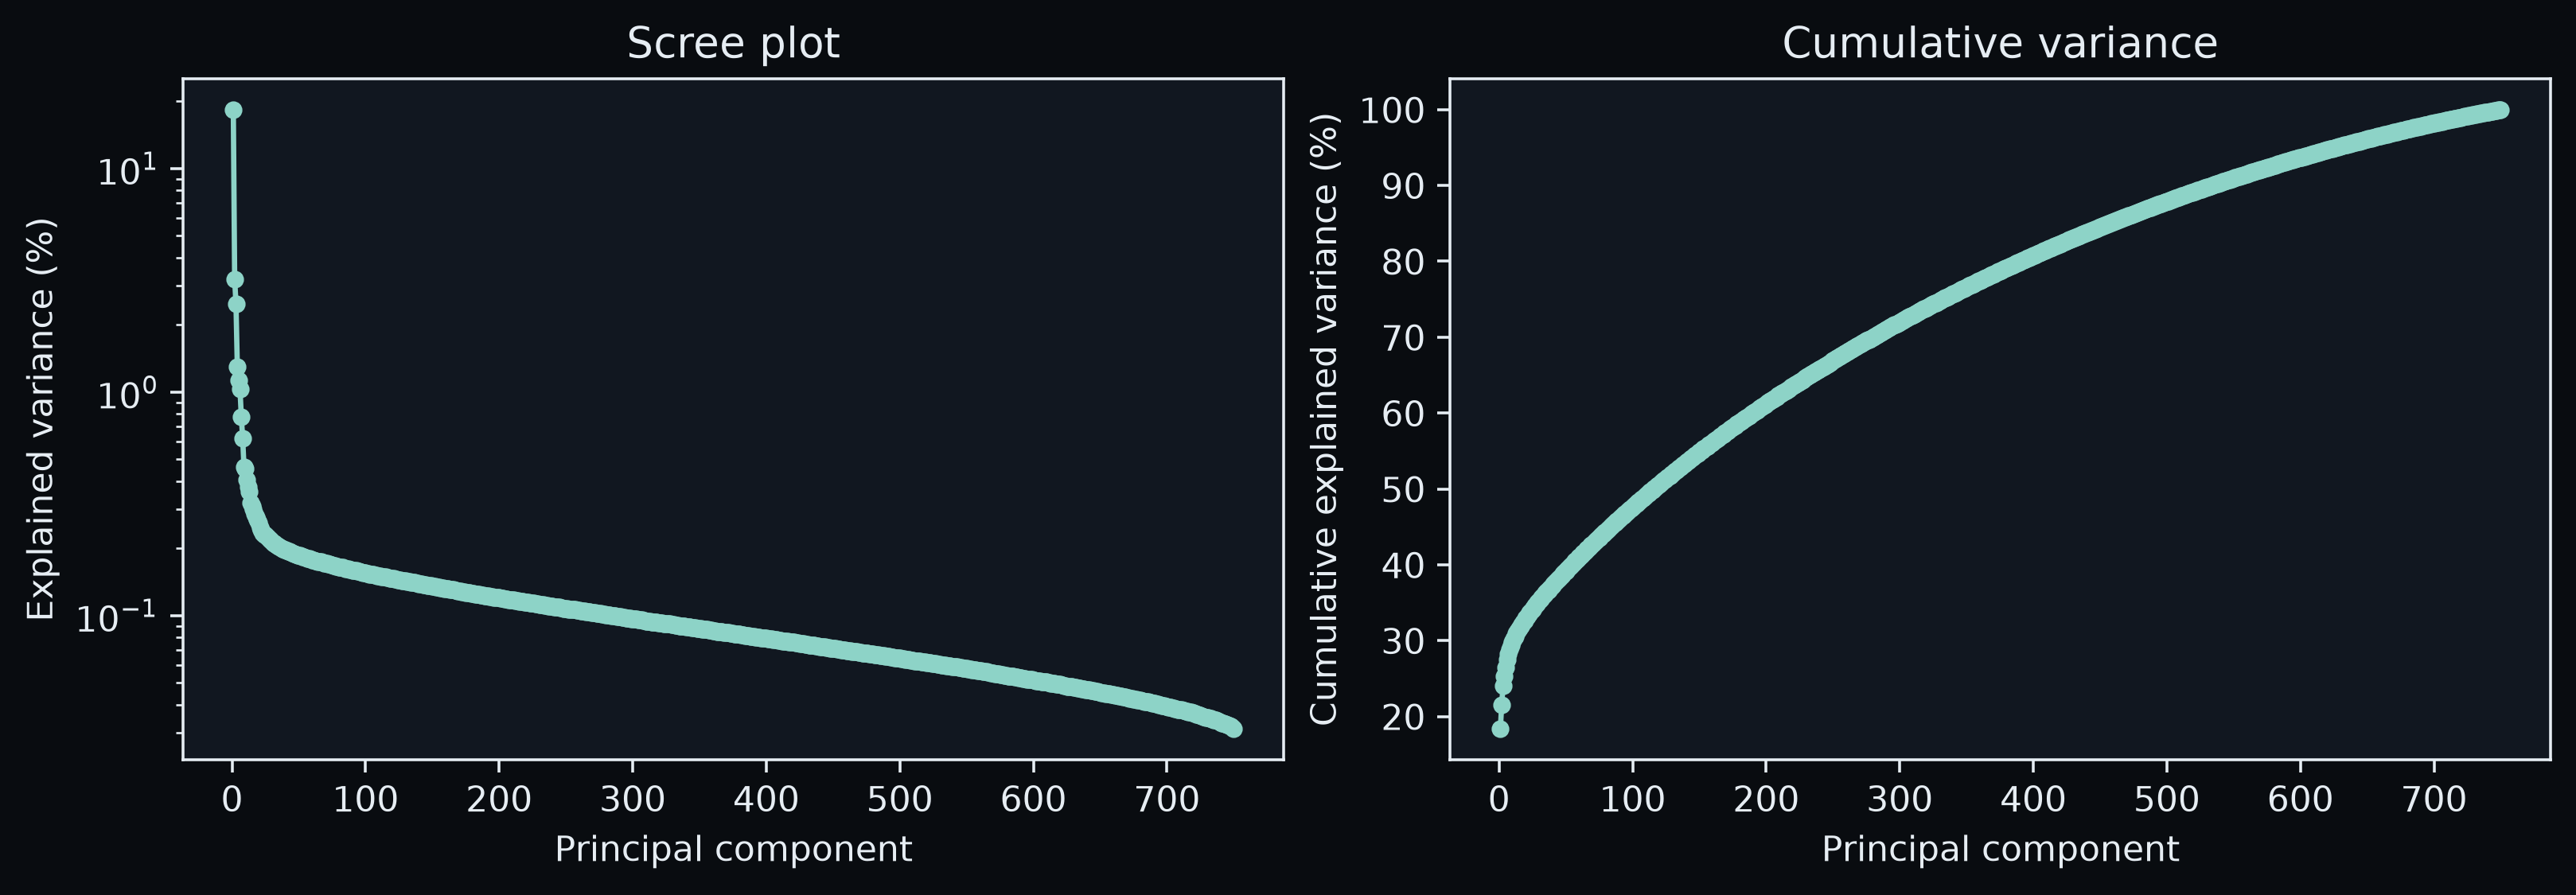 Scree plot
Explained variance (%)
10¹
10⁰
10⁻¹
0 100 200 300 400 500 600 700
Principal component
Cumulative variance
Cumulative explained variance (%)
100
90
80
70
60
50
40
30
20
0 100 200 300 400 500 600 700
Principal component